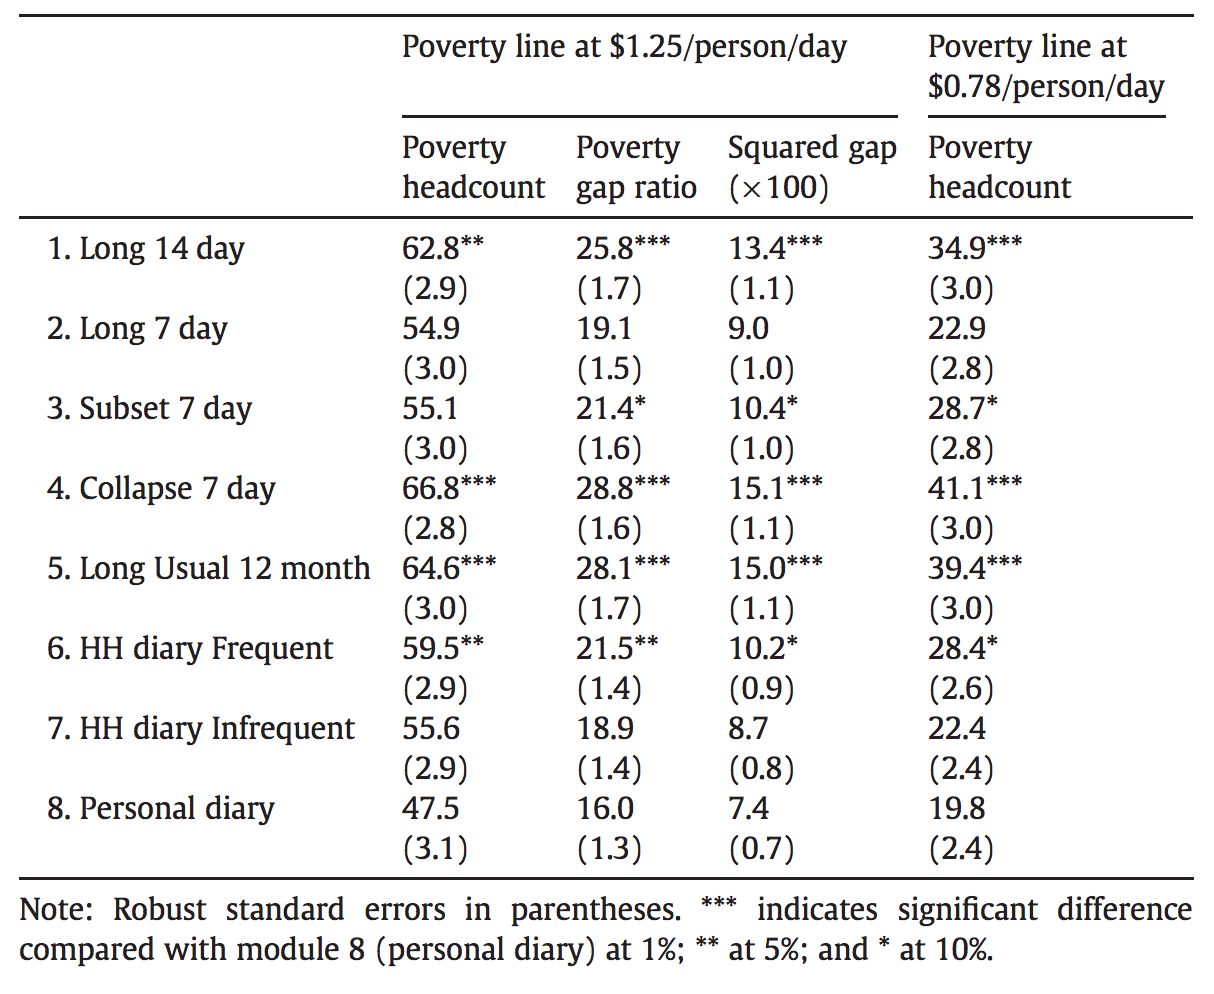 Poverty line at $1.25/person/day Poverty line at
$0.78/person/day
Poverty Poverty Squared gap Poverty
headcount gap ratio (×100) headcount
1. Long 14 day 62.8** 25.8*** 13.4*** 34.9***
(2.9) (1.7) (1.1) (3.0)
2. Long 7 day 54.9 19.1 9.0 22.9
(3.0) (1.5) (1.0) (2.8)
3. Subset 7 day 55.1 21.4* 10.4* 28.7*
(3.0) (1.6) (1.0) (2.8)
4. Collapse 7 day 66.8*** 28.8*** 15.1*** 41.1***
(2.8) (1.6) (1.1) (3.0)
5. Long Usual 12 month 64.6*** 28.1*** 15.0*** 39.4***
(3.0) (1.7) (1.1) (3.0)
6. HH diary Frequent 59.5** 21.5** 10.2* 28.4*
(2.9) (1.4) (0.9) (2.6)
7. HH diary Infrequent 55.6 18.9 8.7 22.4
(2.9) (1.4) (0.8) (2.4)
8. Personal diary 47.5 16.0 7.4 19.8
(3.1) (1.3) (0.7) (2.4)
Note: Robust standard errors in parentheses. *** indicates significant difference
compared with module 8 (personal diary) at 1%; ** at 5%; and * at 10%.